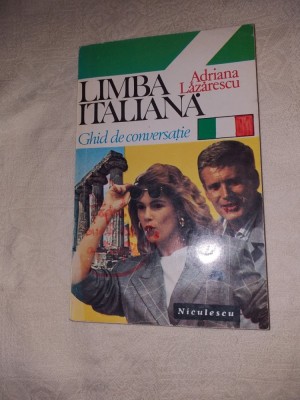 LIMBA
ITALIANĂ
Adriana
Lăzărescu
Ghid de conversație
Niculescu